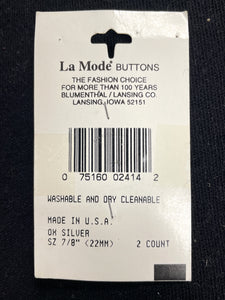 La Mode® BUTTONS
THE FASHION CHOICE
FOR MORE THAN 100 YEARS
BLUMENTHAL / LANSING CO.
LANSING, IOWA 52151
0 75160 02414 2
WASHABLE AND DRY CLEANABLE
MADE IN U.S.A.
OX SILVER
SZ 7/8" (22MM) 2 COUNT